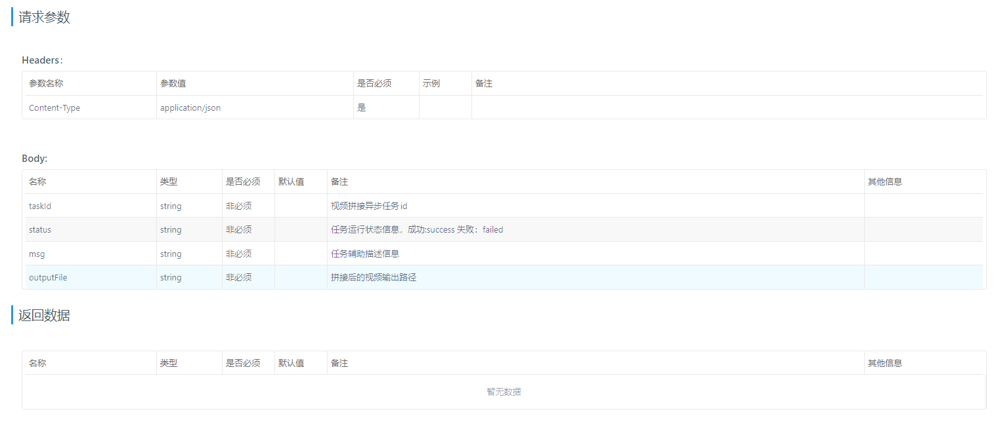 请求参数
Headers:
参数名称 参数值 是否必须 示例 备注
Content-Type application/json 是
Body:
名称 类型 是否必须 默认值 备注 其他信息
taskId string 非必须 视频拼接异步任务id
status string 非必须 任务运行状态信息，成功:success 失败：failed
msg string 非必须 任务辅助描述信息
outputFile string 非必须 拼接后的视频输出路径
返回数据
名称 类型 是否必须 默认值 备注 其他信息
暂无数据